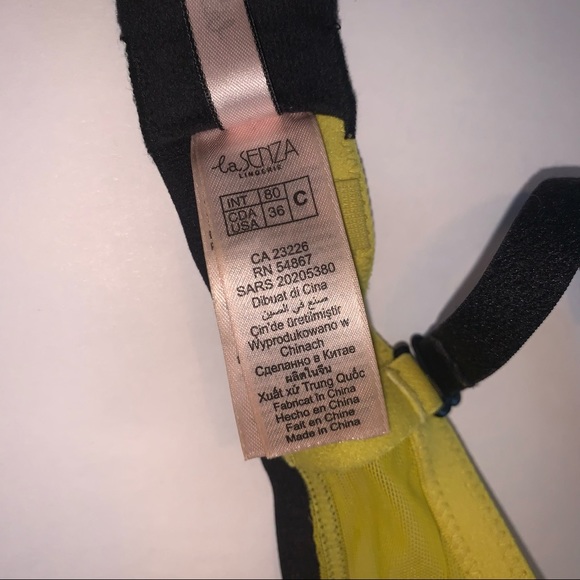 la SENZA
LINGERIE
INT 80 C
CDA USA 36
CA 23226
RN 54867
SARS 20205380
Dibuat di Cina
صنع في الصين
Çin'de üretilmiştir
Wyprodukowano w
Chinach
Сделанно в Китае
ผลิตในจีน
Xuất xứ Trung Quốc
Fabricat în China
Hecho en China
Fait en Chine
Made in China